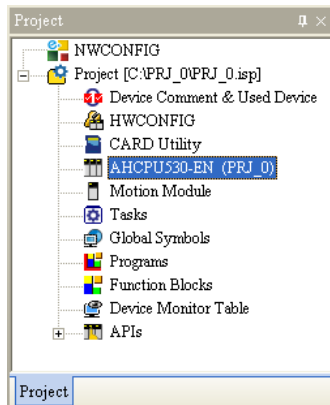 Project
NWCONFIG
Project [C:\PRJ_0\PRJ_0.isp]
Device Comment & Used Device
HWCONFIG
CARD Utility
AHCPU530-EN (PRJ_0)
Motion Module
Tasks
Global Symbols
Programs
Function Blocks
Device Monitor Table
APIs
Project